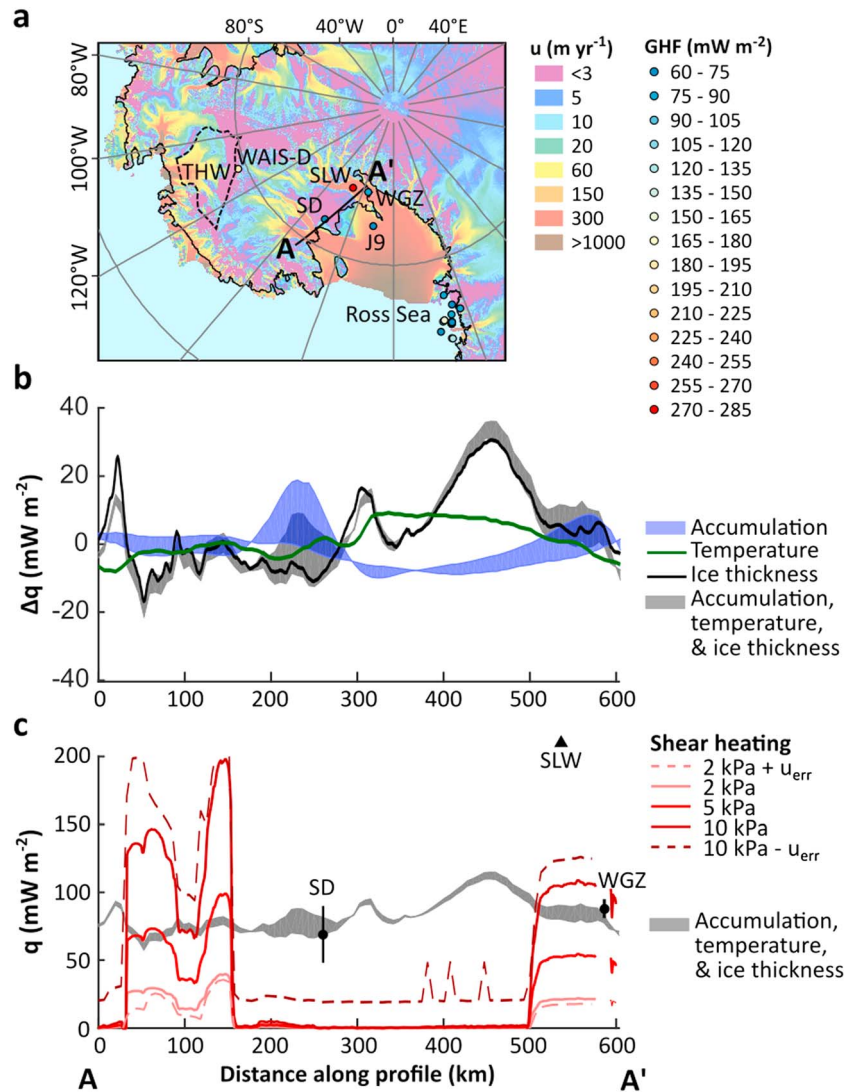 a
80°S 40°W 0° 40°E
80°W
100°W
120°W
THW
WAIS-D
SLW
A'
WGZ
SD
J9
A
Ross Sea
u (m yr⁻¹)
<3
5
10
20
60
150
300
>1000
GHF (mW m⁻²)
60 - 75
75 - 90
90 - 105
105 - 120
120 - 135
135 - 150
150 - 165
165 - 180
180 - 195
195 - 210
210 - 225
225 - 240
240 - 255
255 - 270
270 - 285
b
Δq (mW m⁻²)
40
20
0
-20
-40
0 100 200 300 400 500 600
Accumulation
Temperature
Ice thickness
Accumulation,
temperature,
& ice thickness
c
q (mW m⁻²)
200
150
100
50
0
SD
SLW
WGZ
0 100 200 300 400 500 600
A Distance along profile (km) A'
Shear heating
2 kPa + uₑᵣᵣ
2 kPa
5 kPa
10 kPa
10 kPa - uₑᵣᵣ
Accumulation,
temperature,
& ice thickness